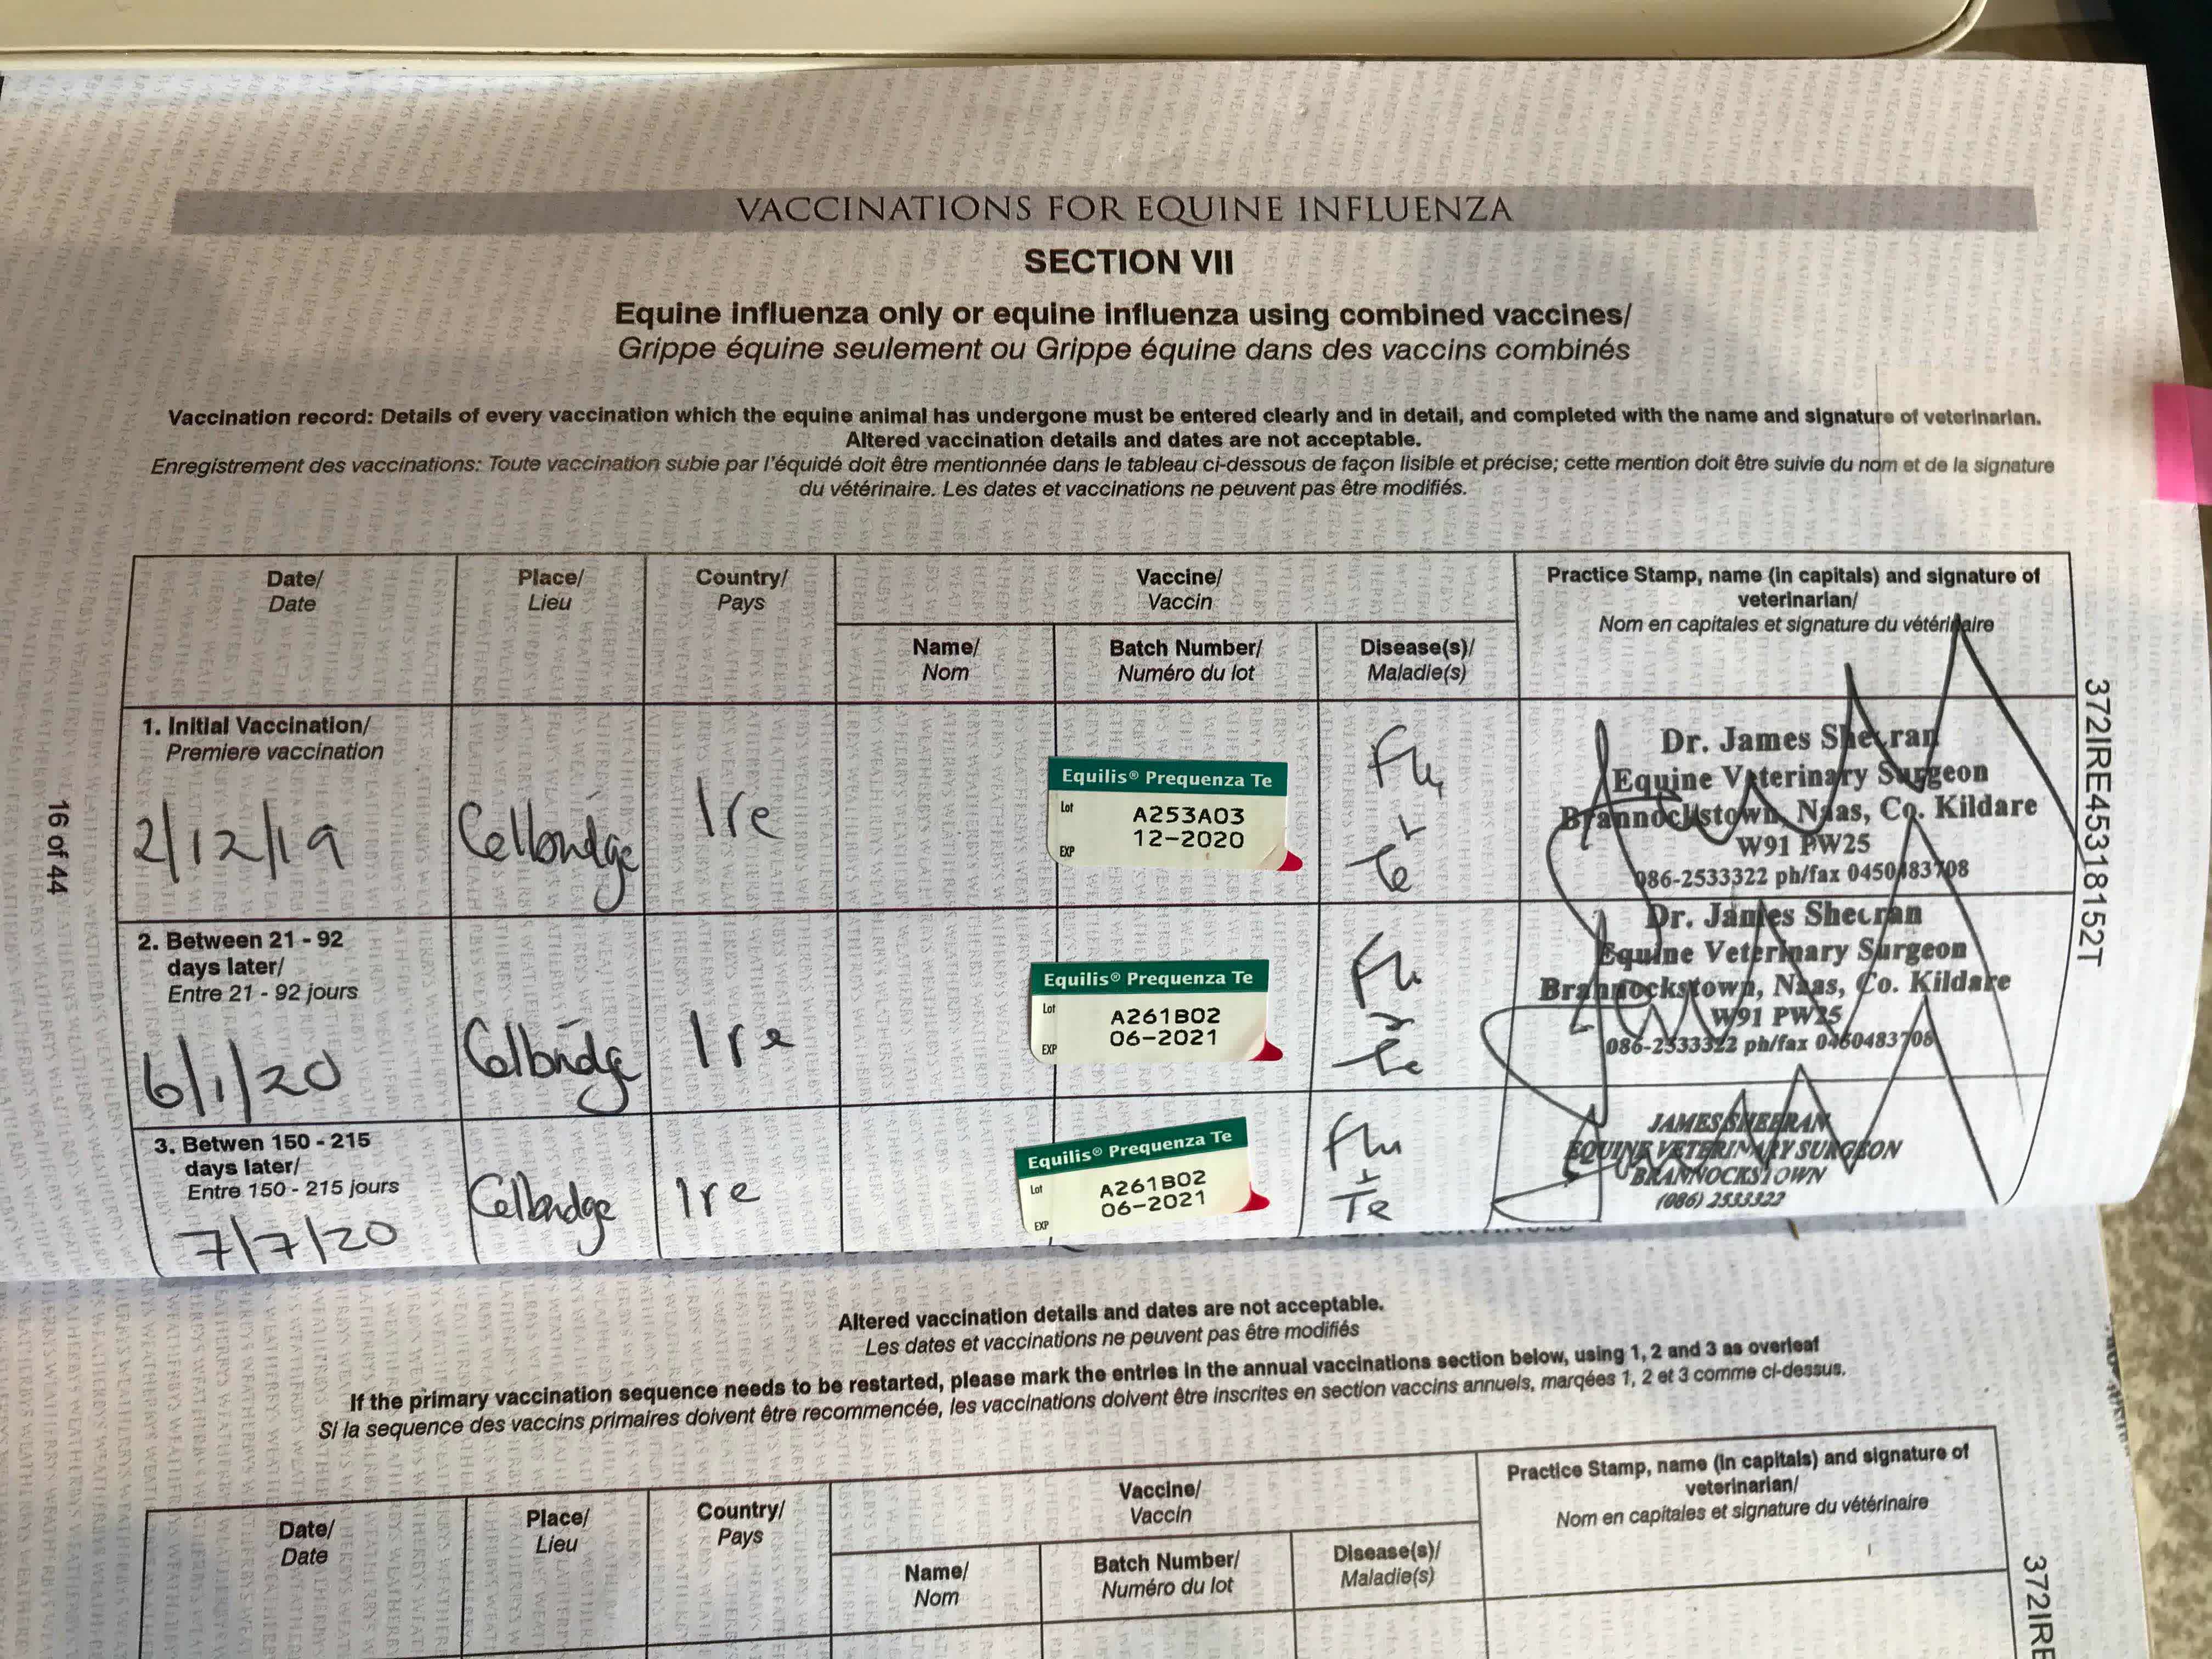 VACCINATIONS FOR EQUINE INFLUENZA
SECTION VII
Equine influenza only or equine influenza using combined vaccines/
Grippe équine seulement ou Grippe équine dans des vaccins combinés
Vaccination record: Details of every vaccination which the equine animal has undergone must be entered clearly and in detail, and completed with the name and signature of veterinarian.
Altered vaccination details and dates are not acceptable.
Enregistrement des vaccinations: Toute vaccination subie par l'équidé doit être mentionnée dans le tableau ci-dessous de façon lisible et précise; cette mention doit être suivie du nom et de la signature
du vétérinaire. Les dates et vaccinations ne peuvent pas être modifiés.
Date/
Date
Place/
Lieu
Country/
Pays
Vaccine/
Vaccin
Practice Stamp, name (in capitals) and signature of
veterinarian/
Nom en capitales et signature du vétérinaire
Name/
Nom
Batch Number/
Numéro du lot
Disease(s)/
Maladie(s)
1. Initial Vaccination/
Premiere vaccination
2/12/19
Celbridge
Ire
Equilis® Prequenza Te
Lot
A253A03
12-2020
EXP
Flu
+
Te
Dr. James Sheeran
Equine Veterinary Surgeon
Brannockstown, Naas, Co. Kildare
W91 PW25
086-2533322 ph/fax 0450483708
2. Between 21 - 92
days later/
Entre 21 - 92 jours
6/1/20
Celbridge
Ire
Equilis® Prequenza Te
Lot
A261B02
06-2021
EXP
Flu
+
Te
Dr. James Sheeran
Equine Veterinary Surgeon
Brannockstown, Naas, Co. Kildare
W91 PW25
086-2533322 ph/fax 0450483708
3. Betwen 150 - 215
days later/
Entre 150 - 215 jours
7/7/20
Celbridge
Ire
Equilis® Prequenza Te
Lot
A261B02
06-2021
EXP
Flu
+
Te
JAMES SHEERAN
EQUINE VETERINARY SURGEON
BRANNOCKSTOWN
(086) 2533322
16 of 44
372IRE45318152T
Altered vaccination details and dates are not acceptable.
Les dates et vaccinations ne peuvent pas être modifiés
If the primary vaccination sequence needs to be restarted, please mark the entries in the annual vaccinations section below, using 1, 2 and 3 as overleaf
Si la sequence des vaccins primaires doivent être recommencée, les vaccinations doivent être inscrites en section vaccins annuels, marqées 1, 2 et 3 comme ci-dessus.
Date/
Date
Place/
Lieu
Country/
Pays
Vaccine/
Vaccin
Practice Stamp, name (in capitals) and signature of
veterinarian/
Nom en capitales et signature du vétérinaire
Name/
Nom
Batch Number/
Numéro du lot
Disease(s)/
Maladie(s)
372IRE